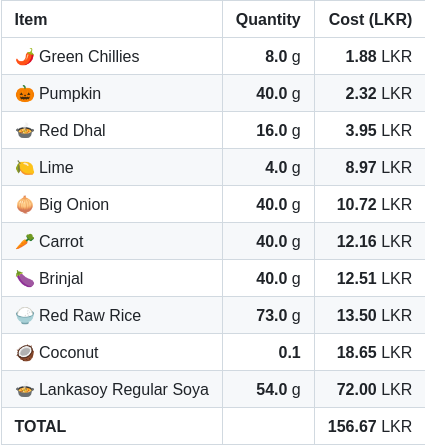 Item Quantity Cost (LKR)
🌶️ Green Chillies 8.0 g 1.88 LKR
🎃 Pumpkin 40.0 g 2.32 LKR
🍲 Red Dhal 16.0 g 3.95 LKR
🍋 Lime 4.0 g 8.97 LKR
🧅 Big Onion 40.0 g 10.72 LKR
🥕 Carrot 40.0 g 12.16 LKR
🍆 Brinjal 40.0 g 12.51 LKR
🍚 Red Raw Rice 73.0 g 13.50 LKR
🥥 Coconut 0.1 18.65 LKR
🍲 Lankasoy Regular Soya 54.0 g 72.00 LKR
TOTAL 156.67 LKR